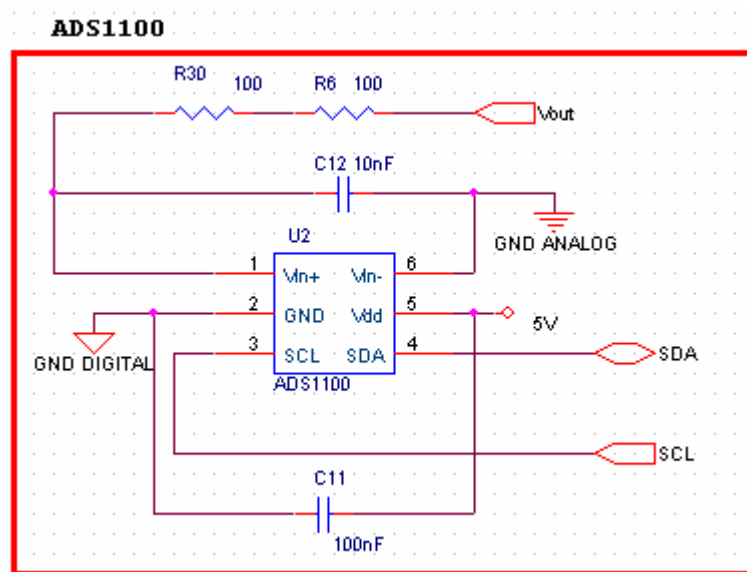 ADS1100
R30 100 R6 100
Vout
C12 10nF
U2
GND ANALOG
1 Vin+ Vin- 6
2 GND Vdd 5
5V
GND DIGITAL
3 SCL SDA 4
SDA
ADS1100
SCL
C11
100nF